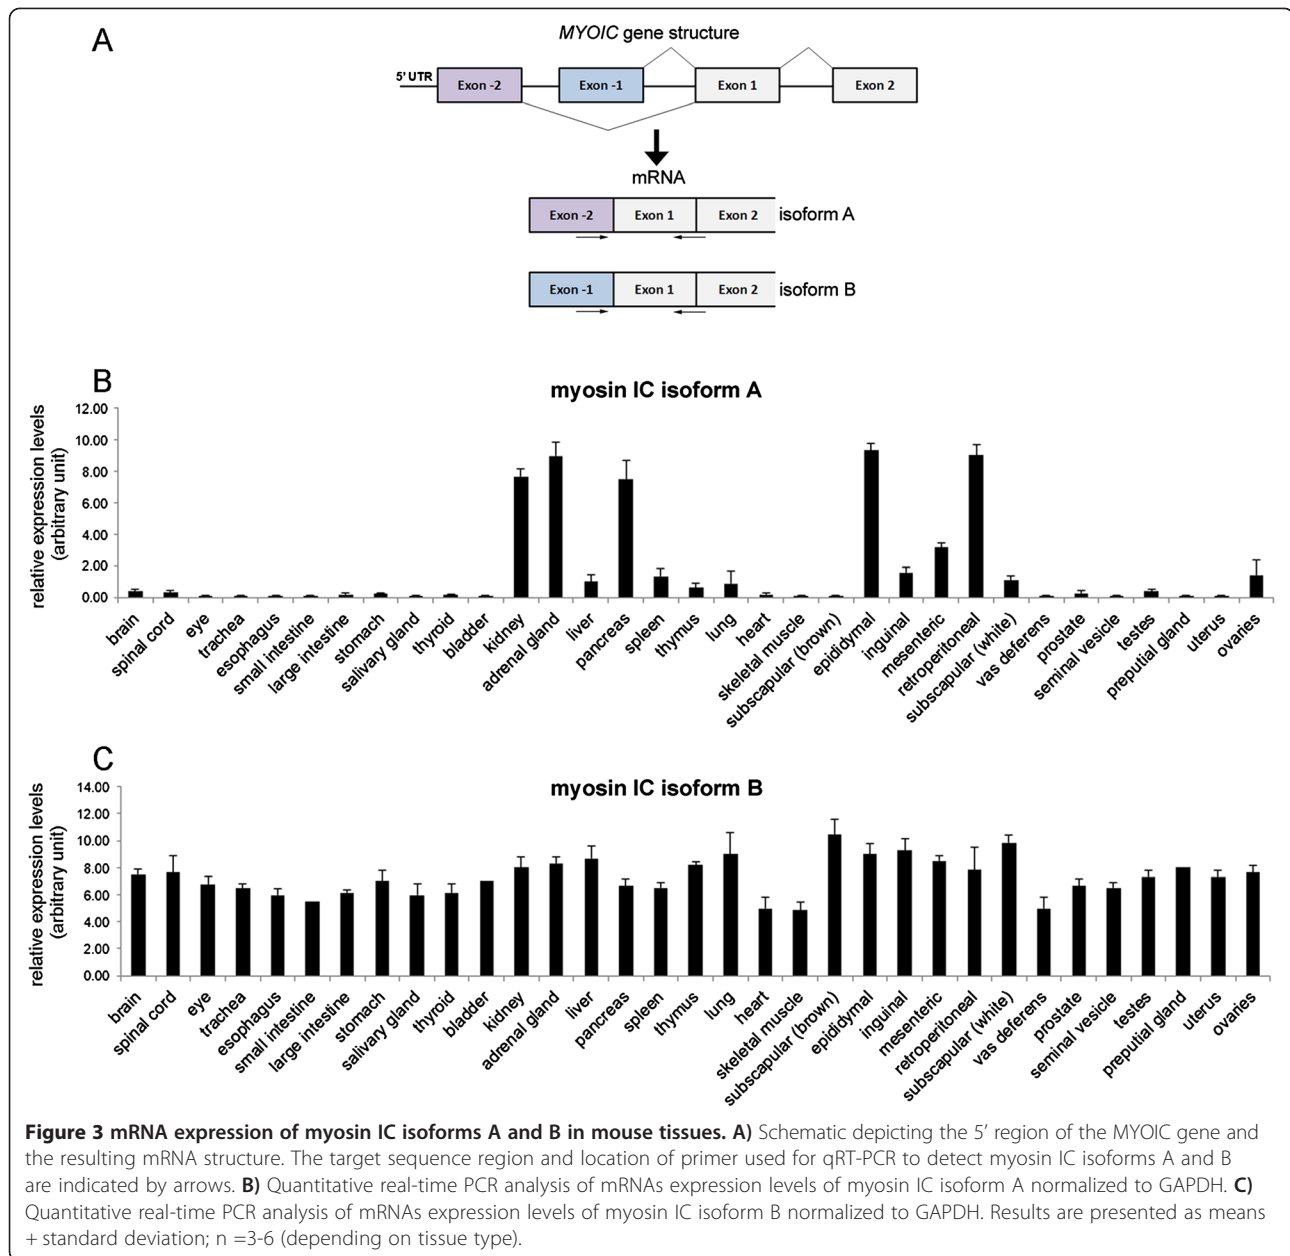 A
MYOIC gene structure
5' UTR
Exon -2
Exon -1
Exon 1
Exon 2
mRNA
Exon -2
Exon 1
Exon 2
isoform A
Exon -1
Exon 1
Exon 2
isoform B
B
myosin IC isoform A
relative expression levels
(arbitrary unit)
12.00
10.00
8.00
6.00
4.00
2.00
0.00
brain
spinal cord
eye
trachea
esophagus
small intestine
large intestine
stomach
salivary gland
thyroid
bladder
kidney
adrenal gland
liver
pancreas
spleen
thymus
lung
heart
skeletal muscle
subscapular (brown)
epididymal
inguinal
mesenteric
retroperitoneal
subscapular (white)
vas deferens
prostate
seminal vesicle
testes
preputial gland
uterus
ovaries
C
myosin IC isoform B
relative expression levels
(arbitrary unit)
14.00
12.00
10.00
8.00
6.00
4.00
2.00
0.00
brain
spinal cord
eye
trachea
esophagus
small intestine
large intestine
stomach
salivary gland
thyroid
bladder
kidney
adrenal gland
liver
pancreas
spleen
thymus
lung
heart
skeletal muscle
subscapular (brown)
epididymal
inguinal
mesenteric
retroperitoneal
subscapular (white)
vas deferens
prostate
seminal vesicle
testes
preputial gland
uterus
ovaries
Figure 3 mRNA expression of myosin IC isoforms A and B in mouse tissues. A) Schematic depicting the 5' region of the MYOIC gene and
the resulting mRNA structure. The target sequence region and location of primer used for qRT-PCR to detect myosin IC isoforms A and B
are indicated by arrows. B) Quantitative real-time PCR analysis of mRNAs expression levels of myosin IC isoform A normalized to GAPDH. C)
Quantitative real-time PCR analysis of mRNAs expression levels of myosin IC isoform B normalized to GAPDH. Results are presented as means
+ standard deviation; n =3-6 (depending on tissue type).